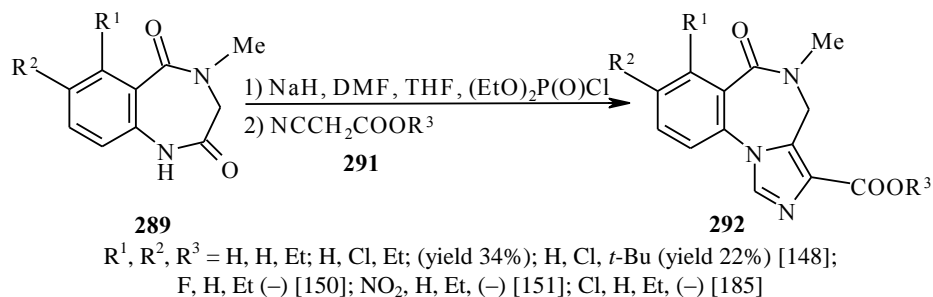 R¹ O Me R² N N H O
1) NaH, DMF, THF, (EtO)₂P(O)Cl
2) NCCH₂COOR³
291
R¹ O Me R² N N N COOR³
289 292
R¹, R², R³ = H, H, Et; H, Cl, Et; (yield 34%); H, Cl, t-Bu (yield 22%) [148];
F, H, Et (–) [150]; NO₂, H, Et, (–) [151]; Cl, H, Et, (–) [185]